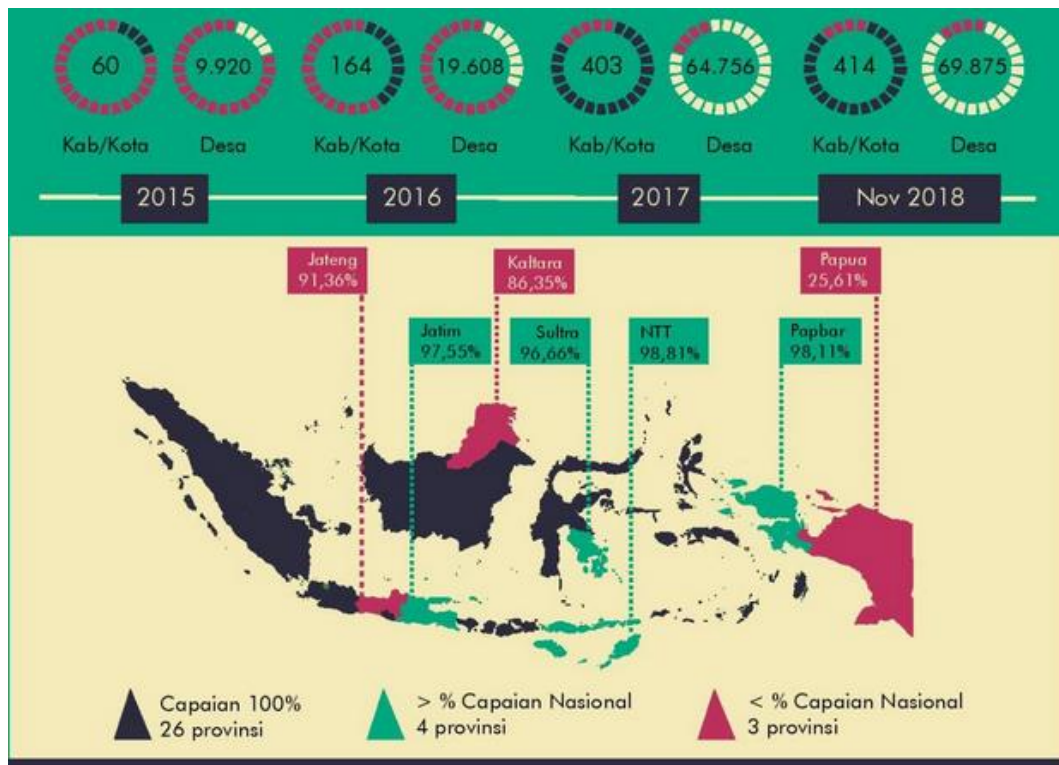 60
9.920
164
19.608
403
64.756
414
69.875
Kab/Kota
Desa
Kab/Kota
Desa
Kab/Kota
Desa
Kab/Kota
Desa
2015
2016
2017
Nov 2018
Jateng
91,36%
Kaltara
86,35%
Papua
25,61%
Jatim
97,55%
Sultra
96,66%
NTT
98,81%
Papbar
98,11%
Capaian 100%
26 provinsi
> % Capaian Nasional
4 provinsi
< % Capaian Nasional
3 provinsi